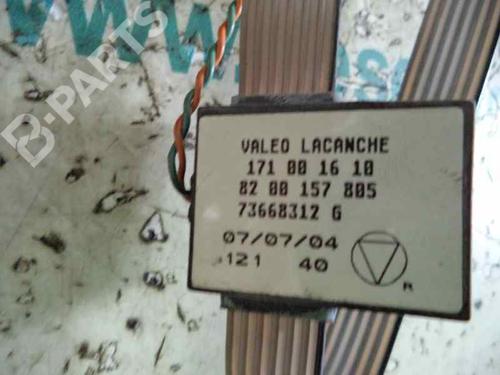 B-PARTS
VALEO LACANCHE
171 00 16 10
82 00 157 805
73668312 G
07/07/04
121 40
R